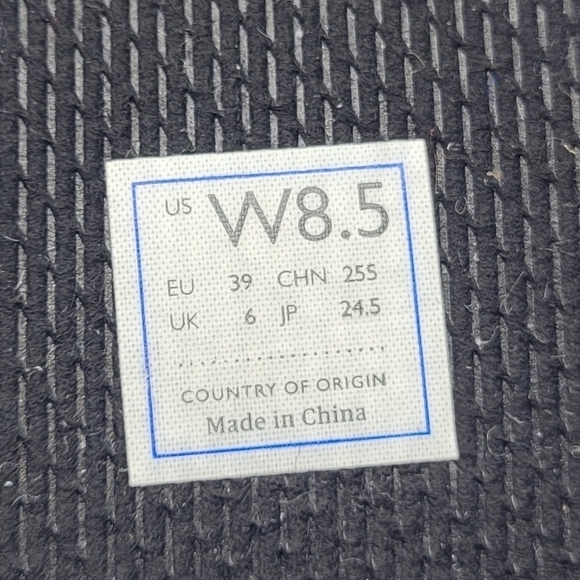 US W8.5
EU 39 CHN 255
UK 6 JP 24.5
COUNTRY OF ORIGIN
Made in China